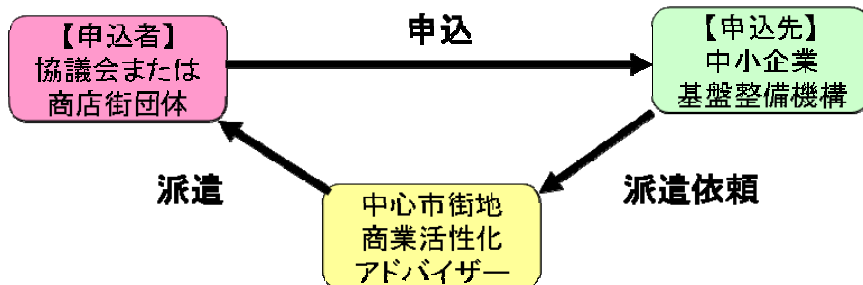 申込
【申込者】
協議会または
商店街団体
【申込先】
中小企業
基盤整備機構
派遣
派遣依頼
中心市街地
商業活性化
アドバイザー